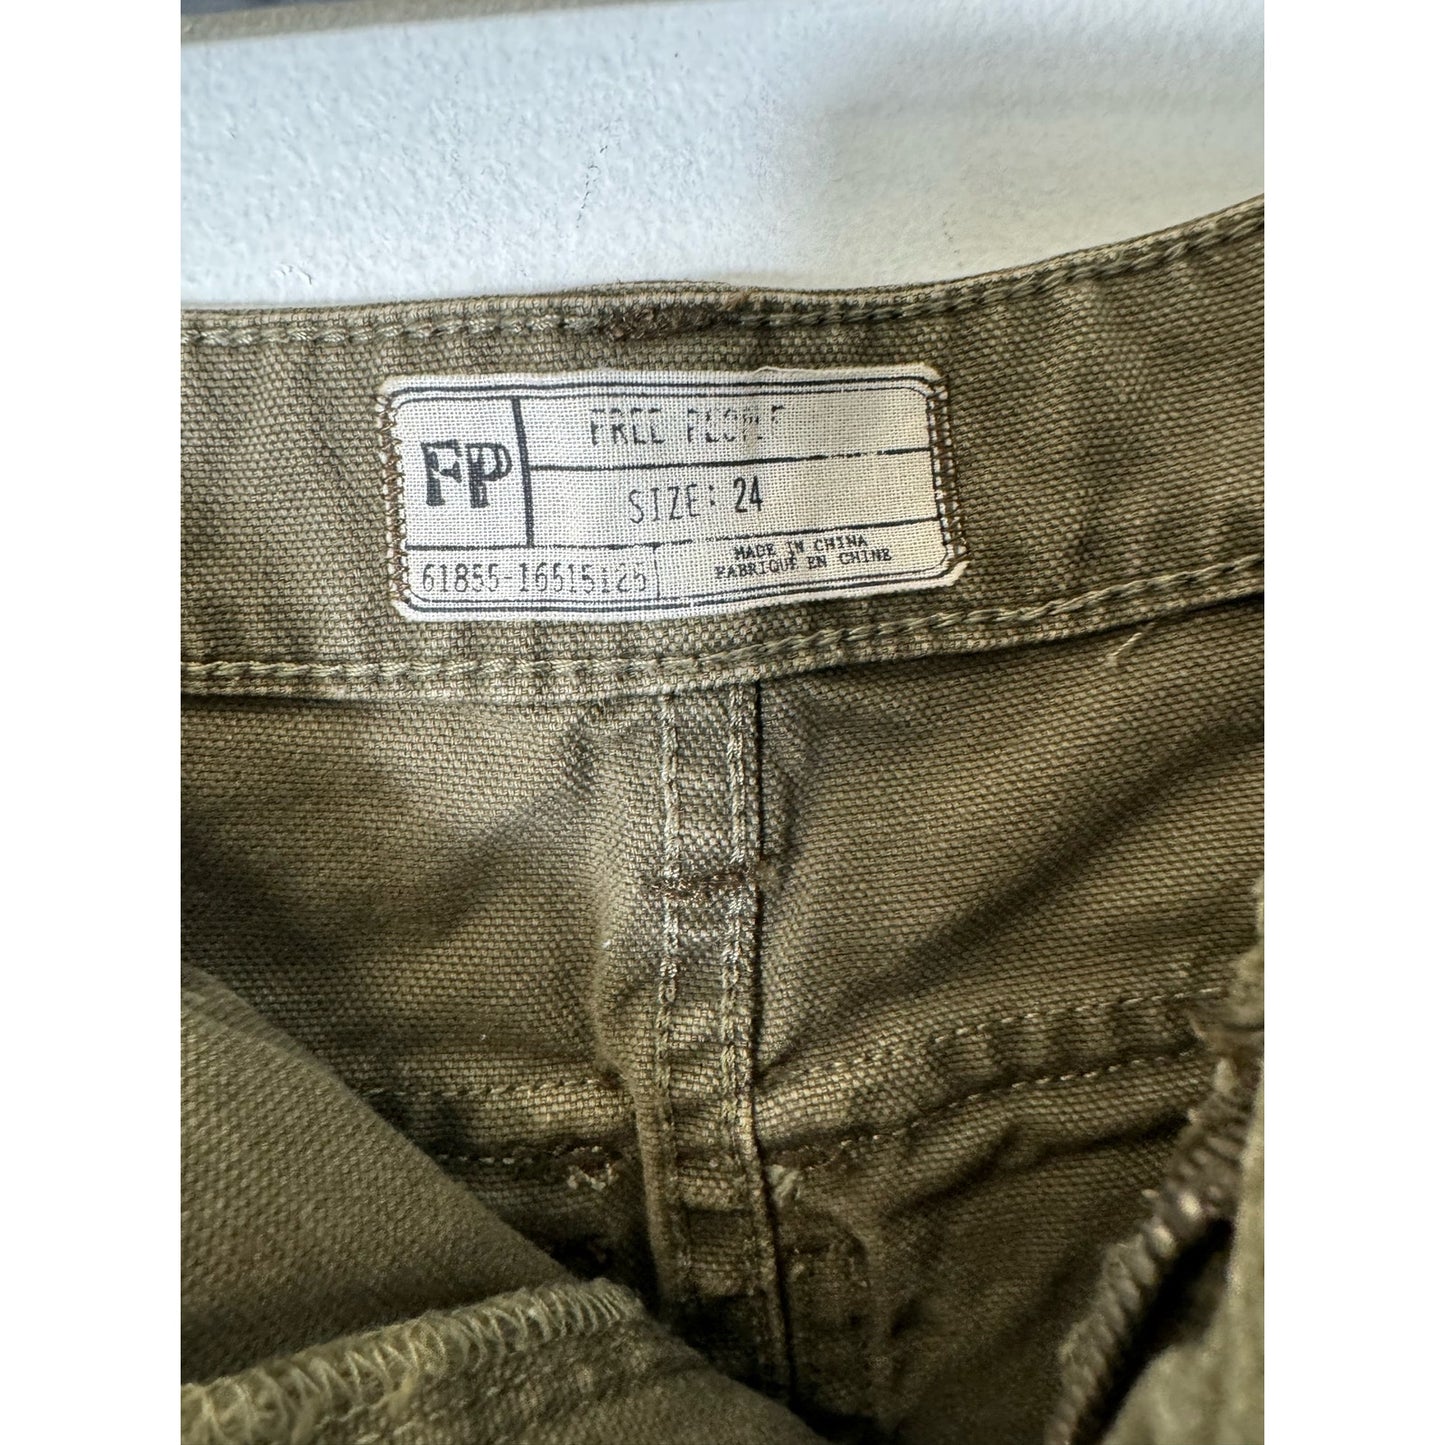 FP
FREE PEOPLE
SIZE: 24
61855-16515125
MADE IN CHINA
FABRIQUE EN CHINE